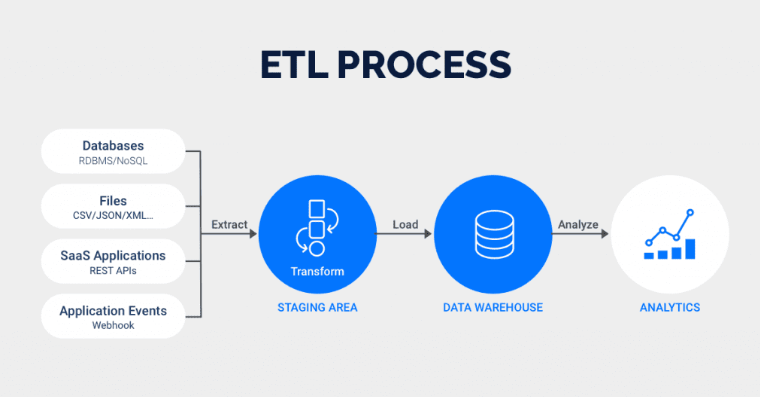 ETL PROCESS
Databases
RDBMS/NoSQL
Files
CSV/JSON/XML...
SaaS Applications
REST APIs
Application Events
Webhook
Extract
Transform
STAGING AREA
Load
DATA WAREHOUSE
Analyze
ANALYTICS